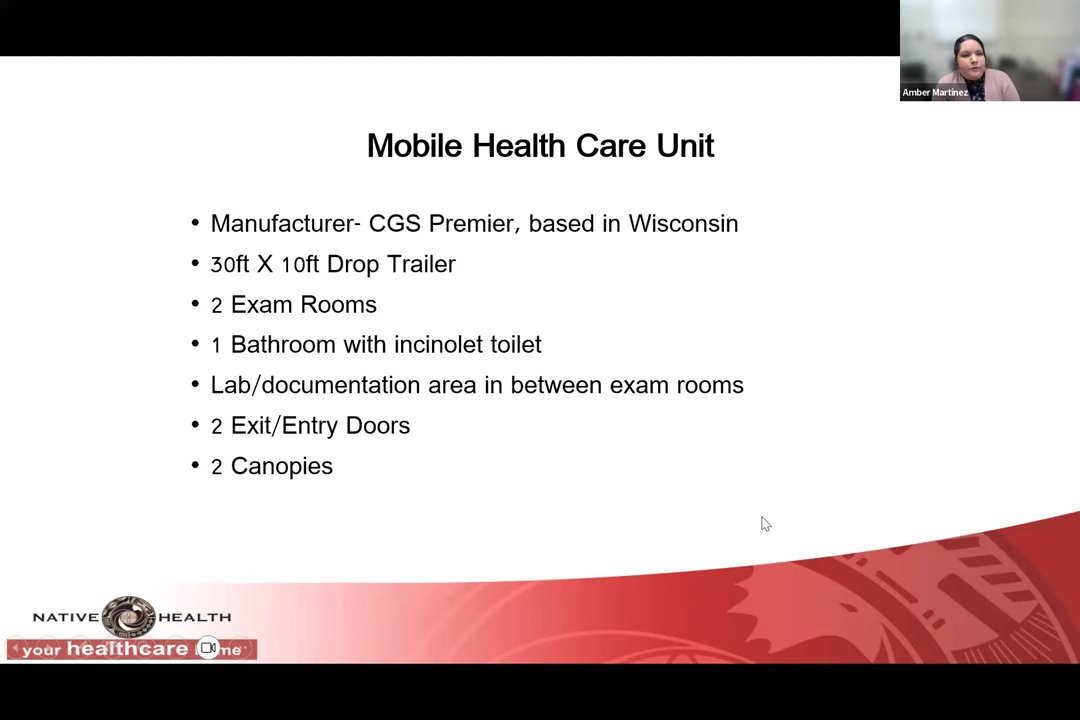 Amber Martinez
Mobile Health Care Unit
• Manufacturer- CGS Premier, based in Wisconsin
• 30ft X 10ft Drop Trailer
• 2 Exam Rooms
• 1 Bathroom with incinolet toilet
• Lab/documentation area in between exam rooms
• 2 Exit/Entry Doors
• 2 Canopies
NATIVE HEALTH
your healthcare home